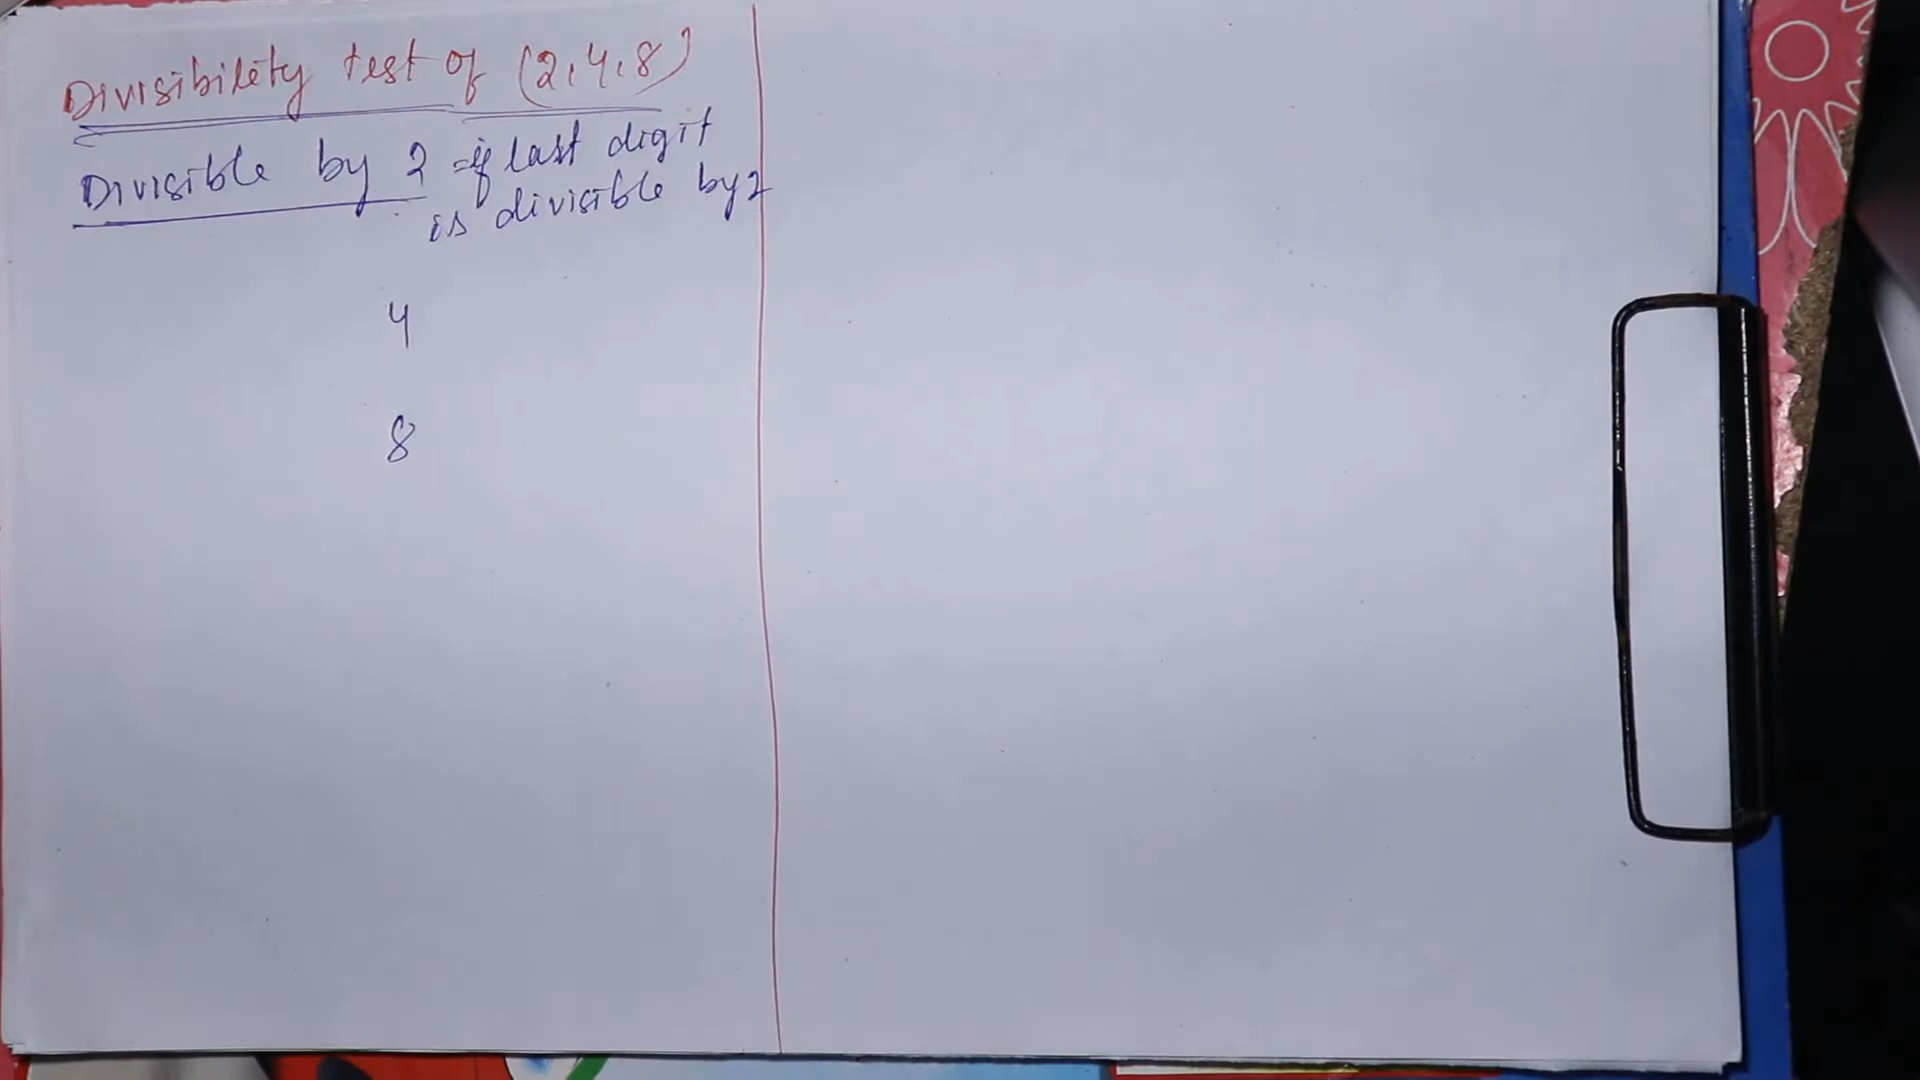 Divisibility test of (2,4,8)
Divisible by 2 = if last digit
is divisible by 2
4
8